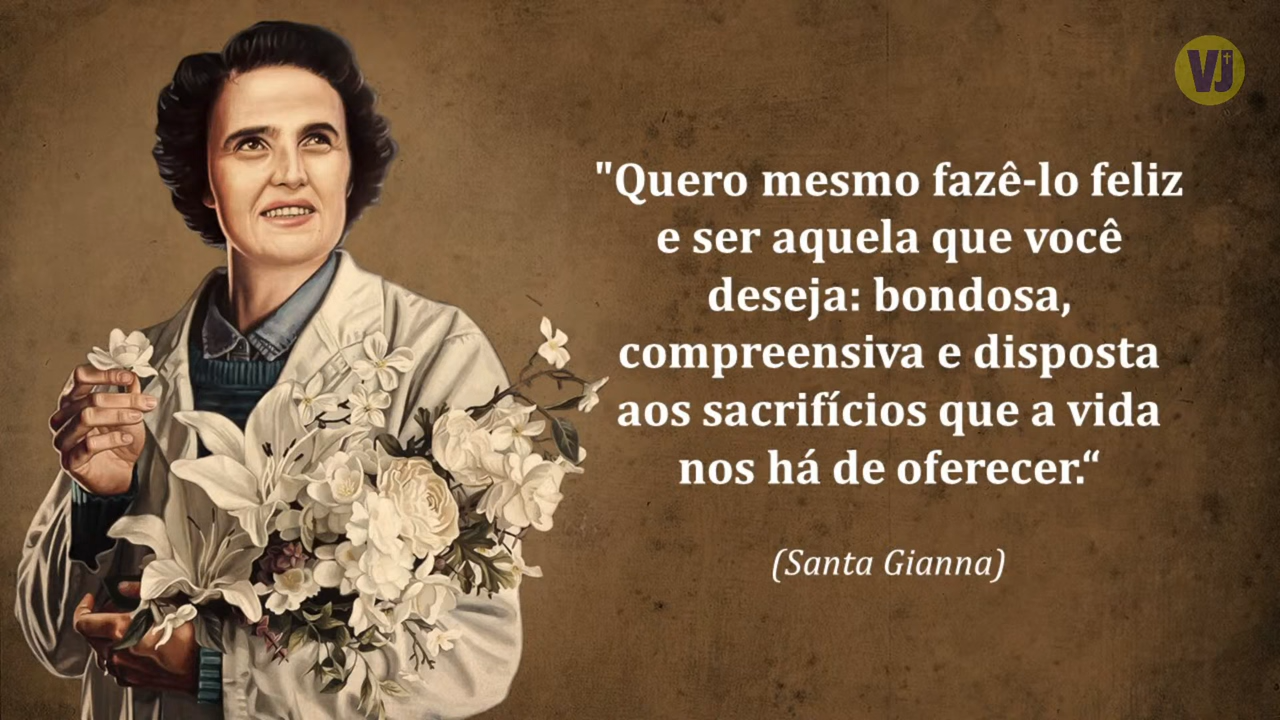 VJ
"Quero mesmo fazê-lo feliz
e ser aquela que você
deseja: bondosa,
compreensiva e disposta
aos sacrifícios que a vida
nos há de oferecer.“
(Santa Gianna)